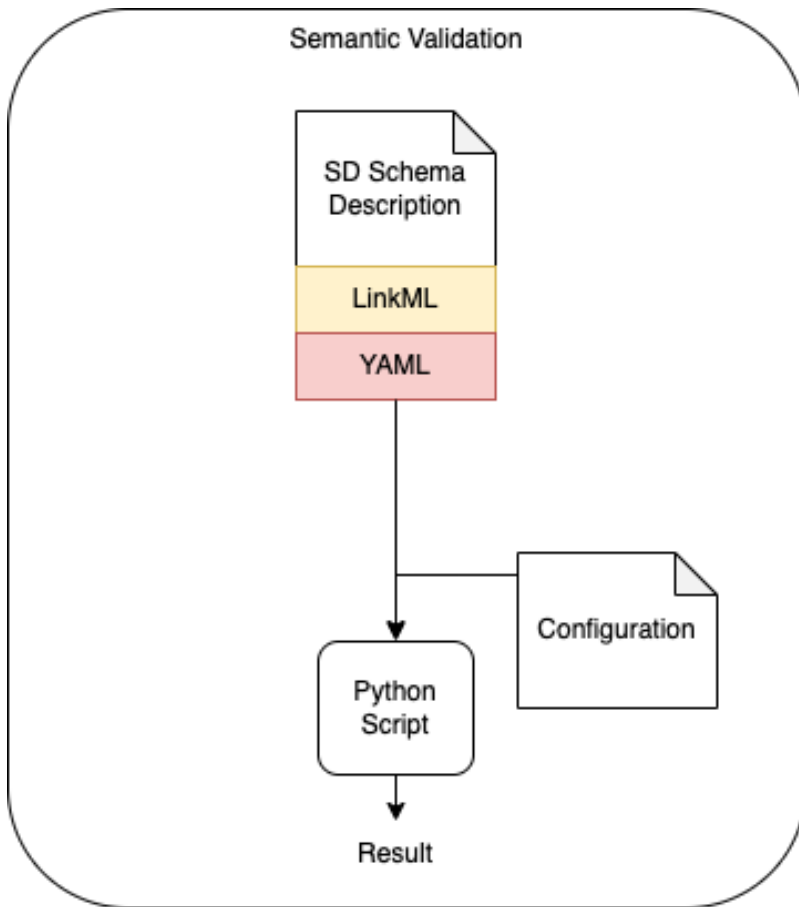 Semantic Validation
SD Schema
Description
LinkML
YAML
Configuration
Python
Script
Result